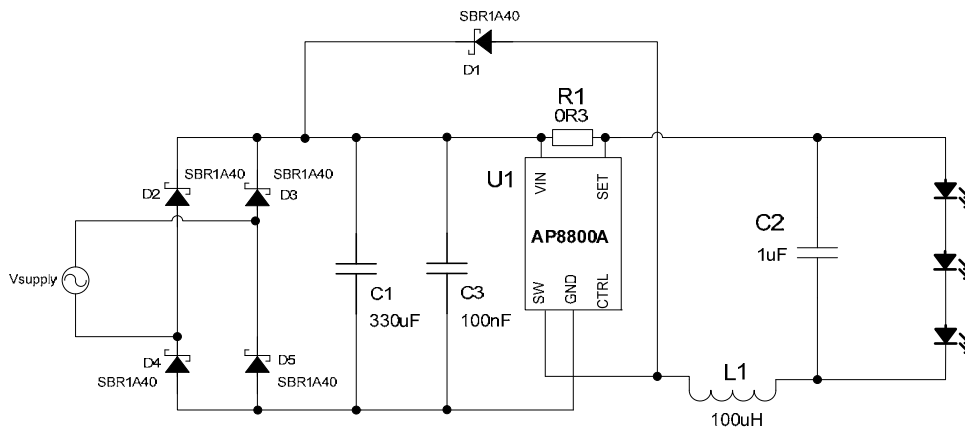 SBR1A40
D1
R1
0R3
SBR1A40
SBR1A40
D2
D3
U1
VIN
SET
AP8800A
SW
GND
CTRL
C2
1uF
Vsupply
C1
330uF
C3
100nF
D4
D5
SBR1A40
SBR1A40
L1
100uH